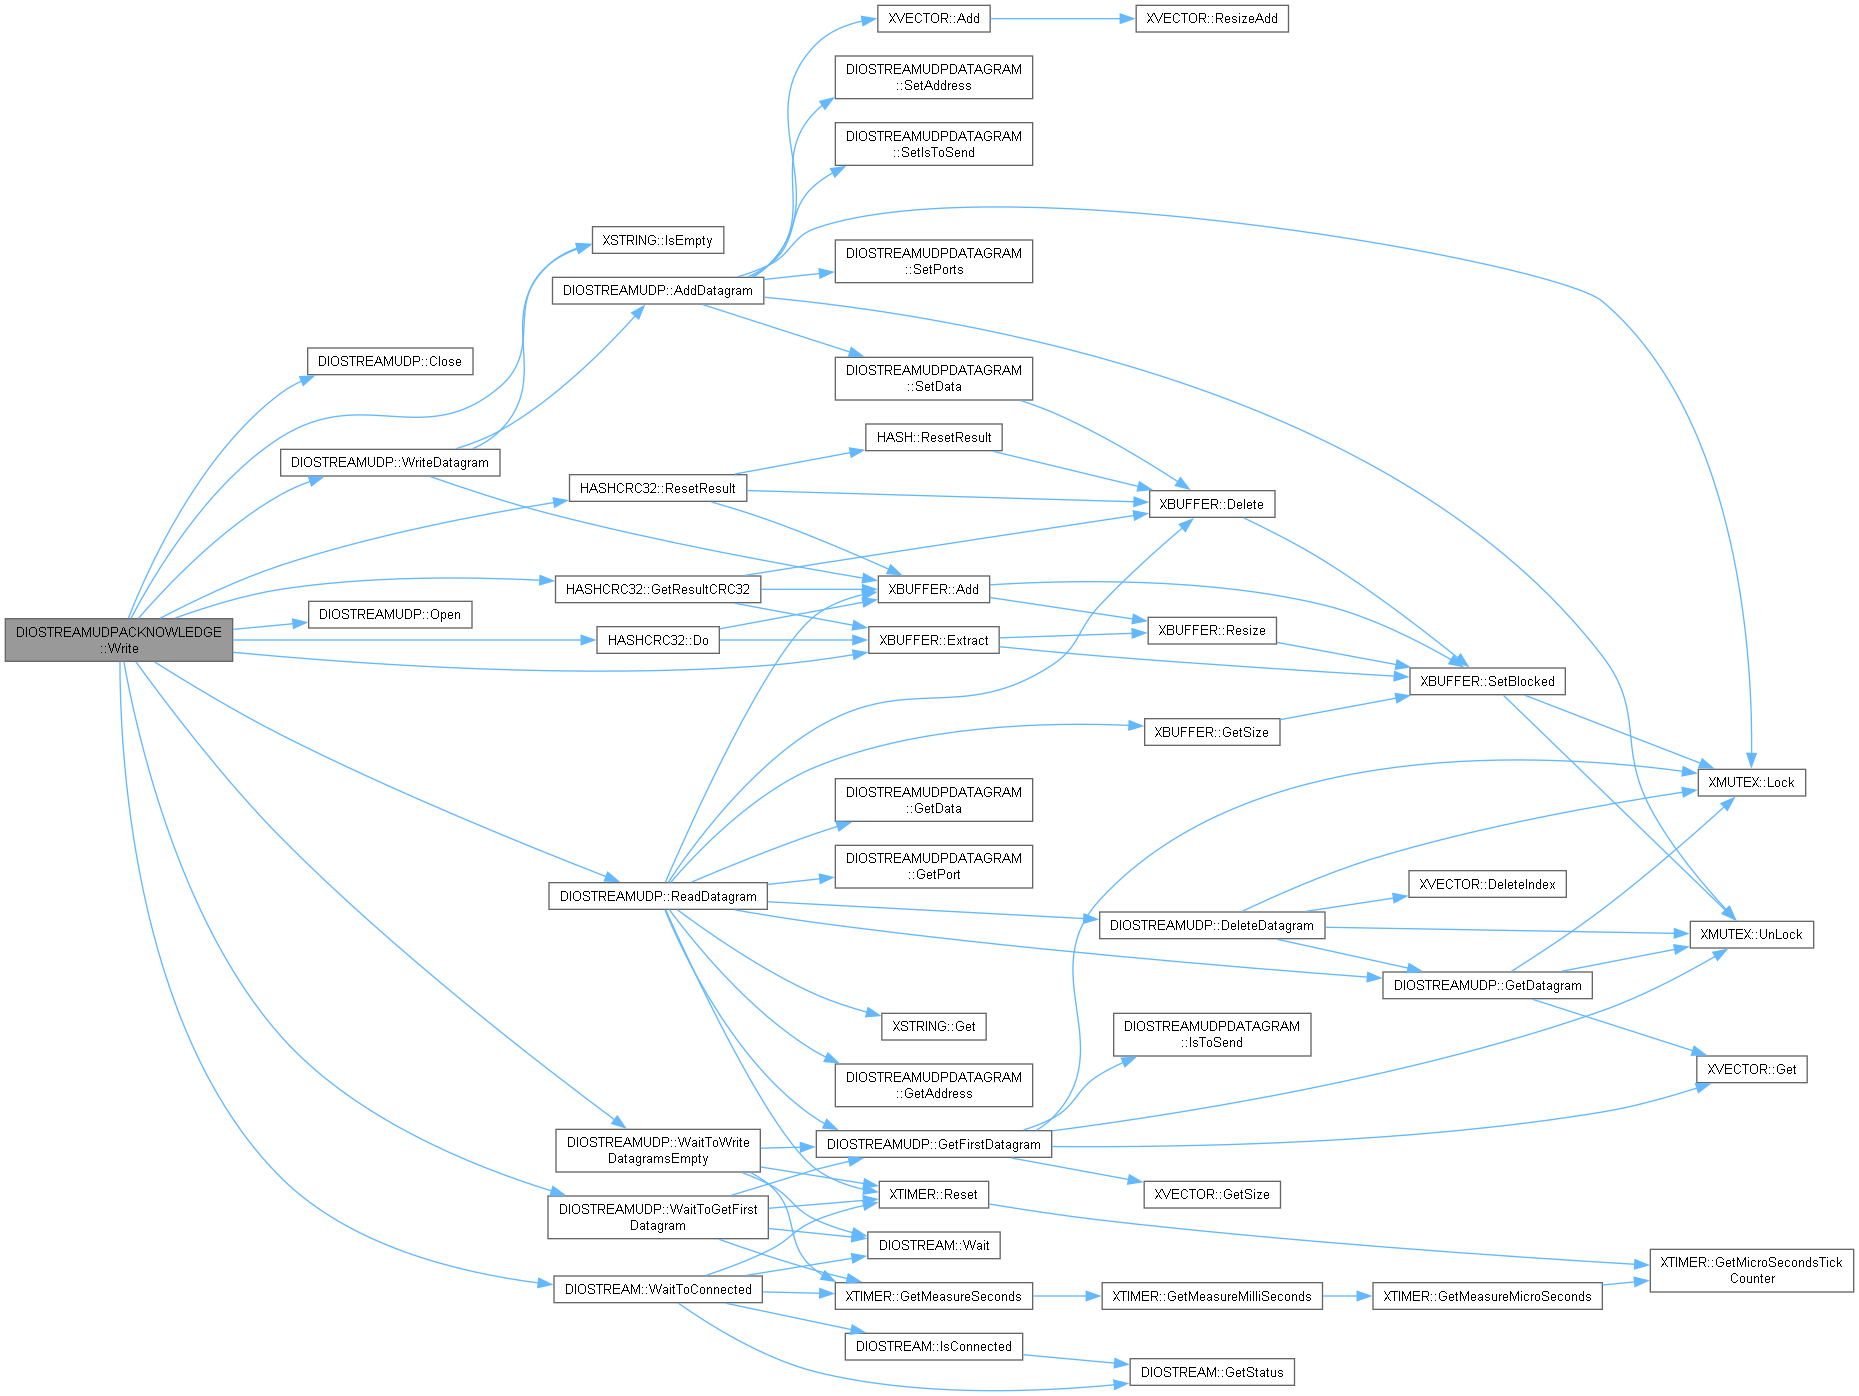 XVECTOR::Add
XVECTOR::ResizeAdd
DIOSTREAMUDPDATAGRAM
::SetAddress
DIOSTREAMUDPDATAGRAM
::SetIsToSend
XSTRING::IsEmpty
DIOSTREAMUDPDATAGRAM
::SetPorts
DIOSTREAMUDP::AddDatagram
DIOSTREAMUDP::Close
DIOSTREAMUDPDATAGRAM
::SetData
HASH::ResetResult
DIOSTREAMUDP::WriteDatagram
HASHCRC32::ResetResult
XBUFFER::Delete
HASHCRC32::GetResultCRC32
XBUFFER::Add
DIOSTREAMUDP::Open
XBUFFER::Resize
DIOSTREAMUDPACKNOWLEDGE
::Write
HASHCRC32::Do
XBUFFER::Extract
XBUFFER::SetBlocked
XBUFFER::GetSize
XMUTEX::Lock
DIOSTREAMUDPDATAGRAM
::GetData
DIOSTREAMUDPDATAGRAM
::GetPort
XVECTOR::DeleteIndex
DIOSTREAMUDP::ReadDatagram
DIOSTREAMUDP::DeleteDatagram
XMUTEX::UnLock
DIOSTREAMUDP::GetDatagram
XSTRING::Get
DIOSTREAMUDPDATAGRAM
::IsToSend
XVECTOR::Get
DIOSTREAMUDPDATAGRAM
::GetAddress
DIOSTREAMUDP::WaitToWrite
DatagramsEmpty
DIOSTREAMUDP::GetFirstDatagram
XTIMER::Reset
XVECTOR::GetSize
DIOSTREAMUDP::WaitToGetFirst
Datagram
DIOSTREAM::Wait
XTIMER::GetMicroSecondsTick
Counter
DIOSTREAM::WaitToConnected
XTIMER::GetMeasureSeconds
XTIMER::GetMeasureMilliSeconds
XTIMER::GetMeasureMicroSeconds
DIOSTREAM::IsConnected
DIOSTREAM::GetStatus